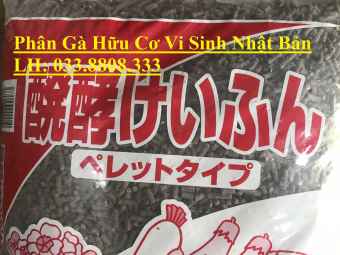 Phân Gà Hữu Cơ Vi Sinh Nhật Bản
LH: 033.8808.333
醗酵けいふん
ペレットタイプ